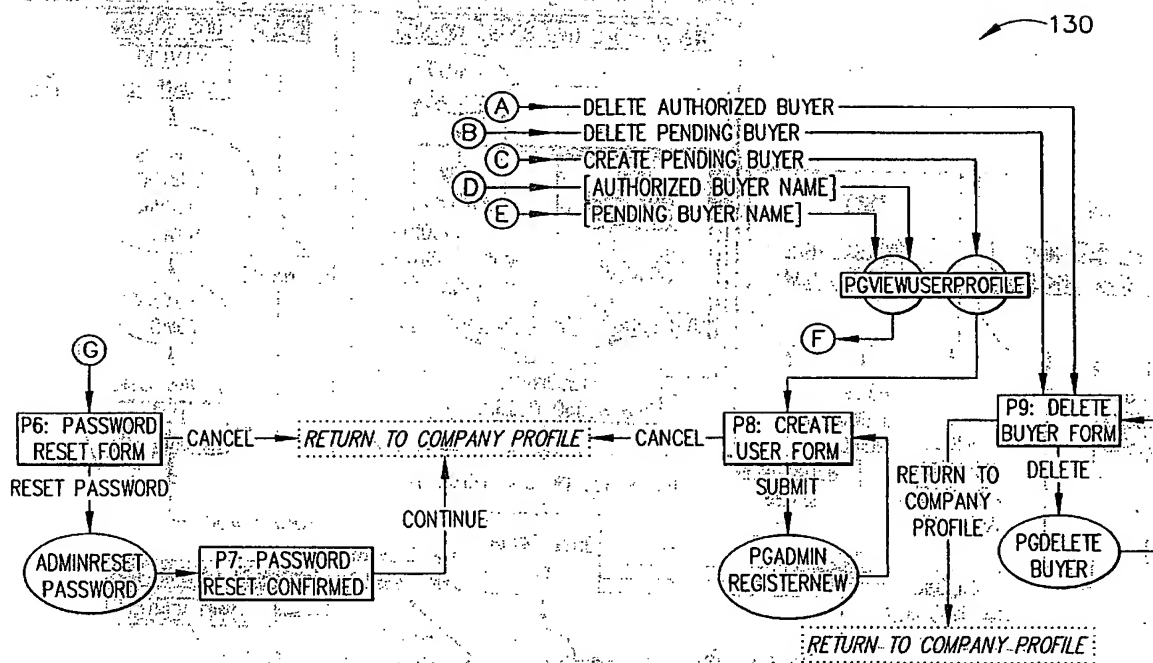 130
A DELETE AUTHORIZED BUYER
B DELETE PENDING BUYER
C CREATE PENDING BUYER
D [AUTHORIZED BUYER NAME]
E [PENDING BUYER NAME]
PGVIEWUSERPROFILE
F
G
P6: PASSWORD
RESET FORM
CANCEL
RETURN TO COMPANY PROFILE
CANCEL
P8: CREATE
USER FORM
P9: DELETE
BUYER FORM
RESET PASSWORD
CONTINUE
SUBMIT
RETURN TO
COMPANY
PROFILE
DELETE
ADMINRESET
PASSWORD
P7: PASSWORD
RESET CONFIRMED
PGADMIN
REGISTERNEW
PGDELETE
BUYER
RETURN TO COMPANY PROFILE